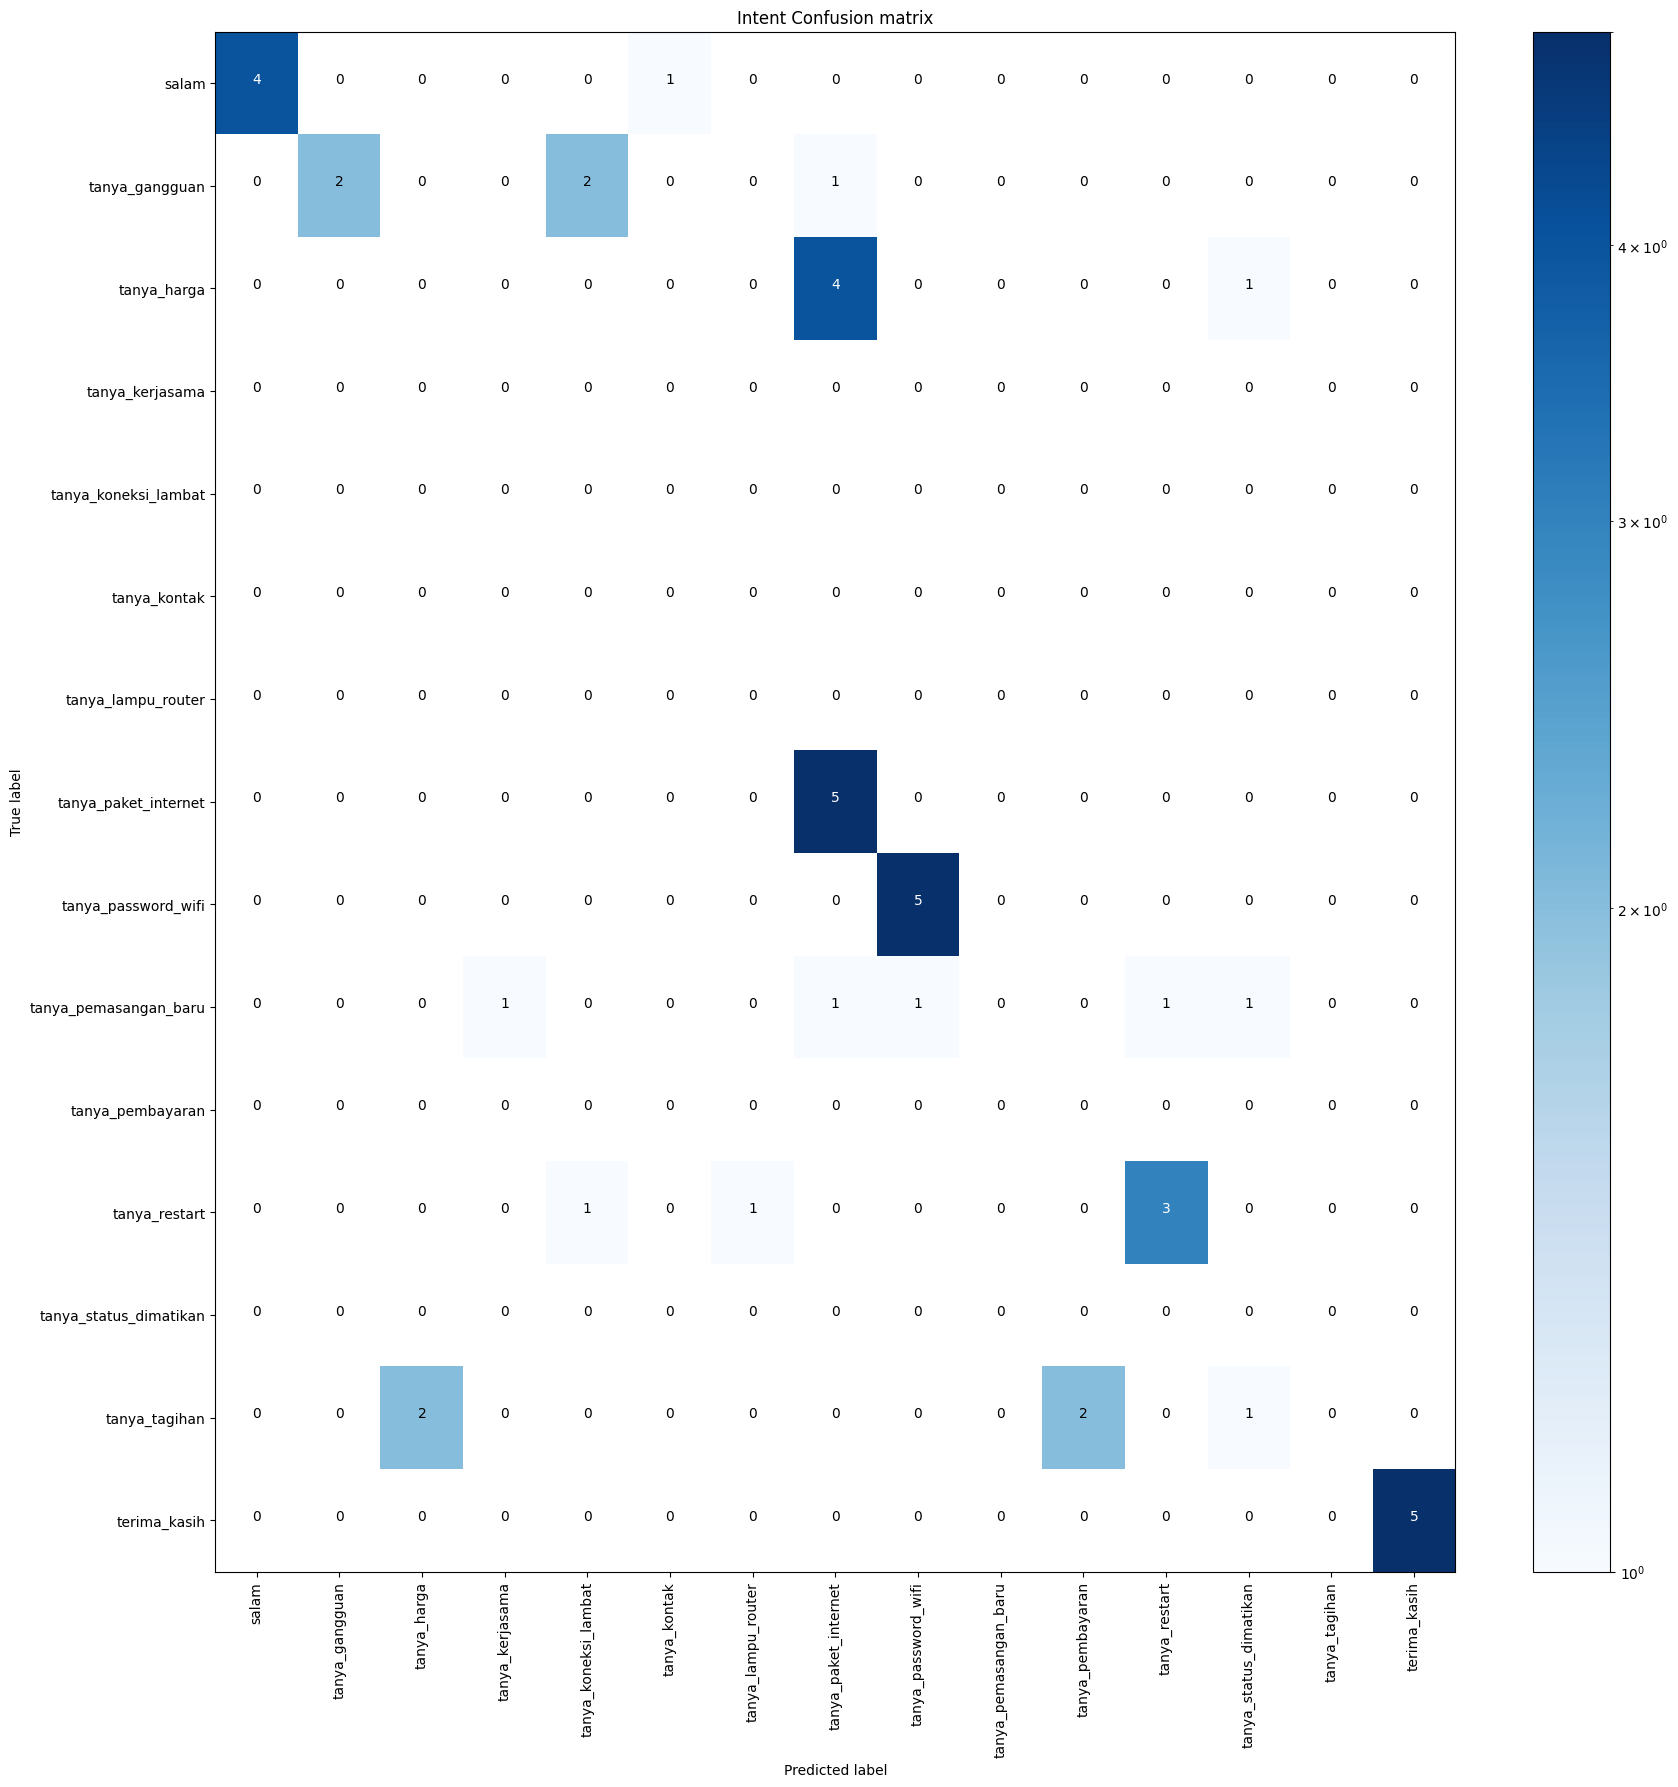 Intent Confusion matrix
salam 4 0 0 0 0 1 0 0 0 0 0 0 0 0 0
tanya_gangguan 0 2 0 0 2 0 0 1 0 0 0 0 0 0 0
tanya_harga 0 0 0 0 0 0 0 4 0 0 0 0 1 0 0
tanya_kerjasama 0 0 0 0 0 0 0 0 0 0 0 0 0 0 0
tanya_koneksi_lambat 0 0 0 0 0 0 0 0 0 0 0 0 0 0 0
tanya_kontak 0 0 0 0 0 0 0 0 0 0 0 0 0 0 0
tanya_lampu_router 0 0 0 0 0 0 0 0 0 0 0 0 0 0 0
tanya_paket_internet 0 0 0 0 0 0 0 5 0 0 0 0 0 0 0
tanya_password_wifi 0 0 0 0 0 0 0 0 5 0 0 0 0 0 0
tanya_pemasangan_baru 0 0 0 1 0 0 0 1 1 0 0 1 1 0 0
tanya_pembayaran 0 0 0 0 0 0 0 0 0 0 0 0 0 0 0
tanya_restart 0 0 0 0 1 0 1 0 0 0 0 3 0 0 0
tanya_status_dimatikan 0 0 0 0 0 0 0 0 0 0 0 0 0 0 0
tanya_tagihan 0 0 2 0 0 0 0 0 0 0 2 0 1 0 0
terima_kasih 0 0 0 0 0 0 0 0 0 0 0 0 0 0 5
True label
salam
tanya_gangguan
tanya_harga
tanya_kerjasama
tanya_koneksi_lambat
tanya_kontak
tanya_lampu_router
tanya_paket_internet
tanya_password_wifi
tanya_pemasangan_baru
tanya_pembayaran
tanya_restart
tanya_status_dimatikan
tanya_tagihan
terima_kasih
Predicted label
4 × 10⁰
3 × 10⁰
2 × 10⁰
10⁰